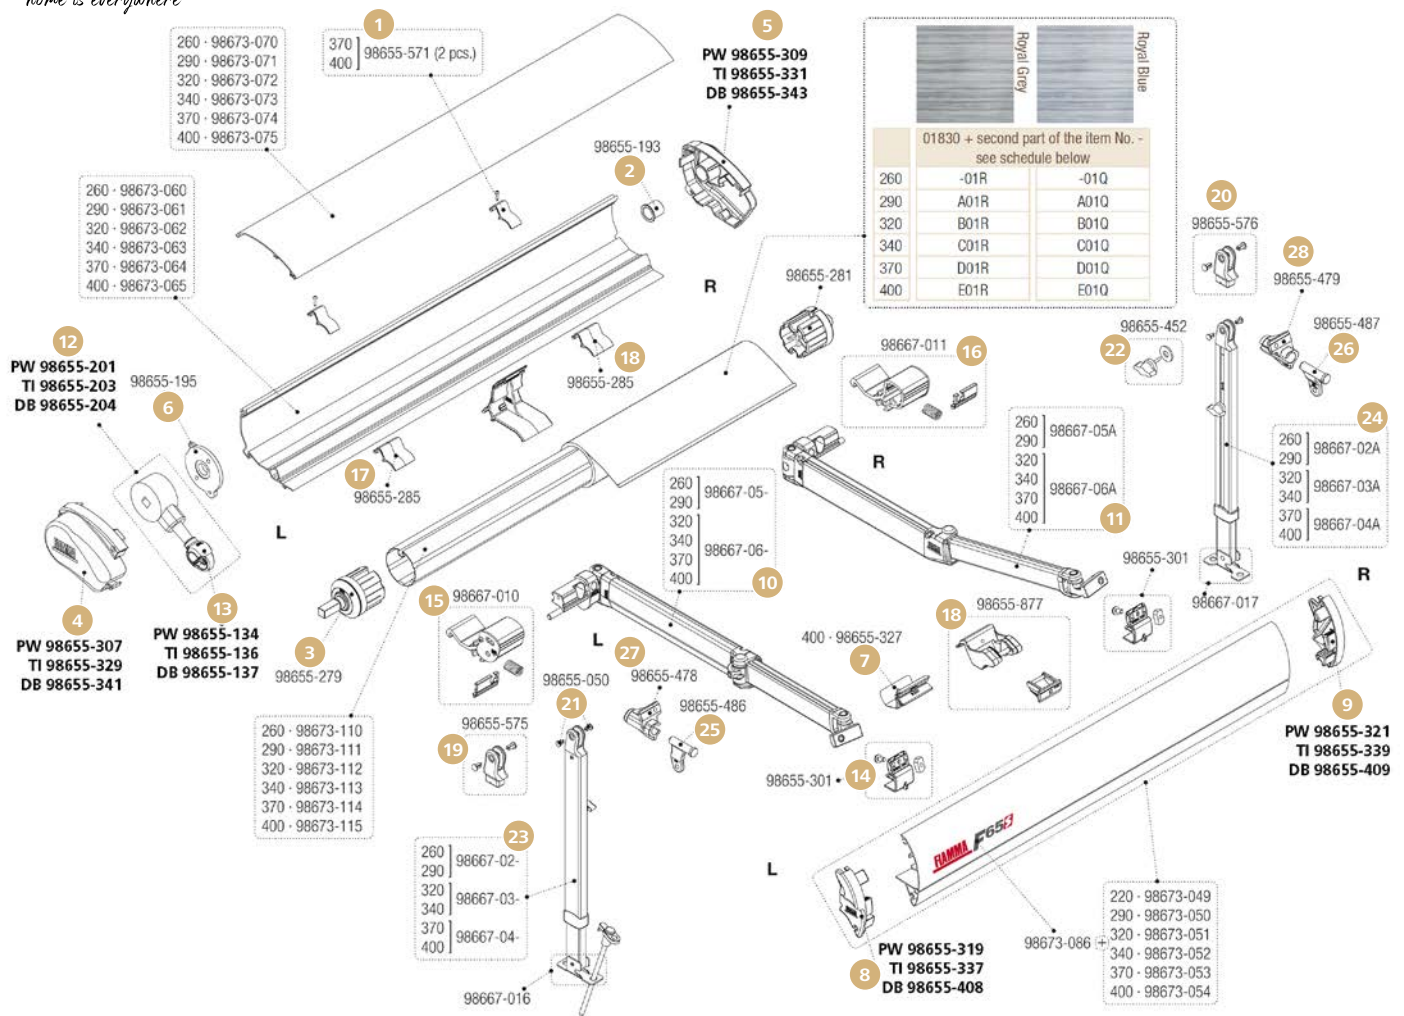 home is everywhere
1
370
400
98655-571 (2 pcs.)
260 · 98673-070
290 · 98673-071
320 · 98673-072
340 · 98673-073
370 · 98673-074
400 · 98673-075
5
PW 98655-309
TI 98655-331
DB 98655-343
98655-193
2
Royal Grey
Royal Blue
01830 + second part of the item No. -
see schedule below
260 -01R -01Q
290 A01R A01Q
320 B01R B01Q
340 C01R C01Q
370 D01R D01Q
400 E01R E01Q
260 · 98673-060
290 · 98673-061
320 · 98673-062
340 · 98673-063
370 · 98673-064
400 · 98673-065
R
98655-281
20
98655-576
28
98655-479
98655-452
22
98655-487
26
12
PW 98655-201
TI 98655-203
DB 98655-204
98655-195
6
18
98655-285
98667-011
16
17
98655-285
L
R
260
290
98667-05A
320
340
370
400
98667-06A
11
24
260
290
98667-02A
320
340
98667-03A
370
400
98667-04A
260
290
98667-05-
320
340
370
400
98667-06-
10
FIAMMA
4
PW 98655-307
TI 98655-329
DB 98655-341
13
PW 98655-134
TI 98655-136
DB 98655-137
3
98655-279
15
98667-010
L
98655-301
98667-017
R
18
98655-877
400 · 98655-327
7
27
98655-478
98655-050
21
98655-486
25
98655-575
19
98655-301
14
9
PW 98655-321
TI 98655-339
DB 98655-409
260 · 98673-110
290 · 98673-111
320 · 98673-112
340 · 98673-113
370 · 98673-114
400 · 98673-115
23
260
290
98667-02-
320
340
98667-03-
370
400
98667-04-
98667-016
L
FIAMMA F65S
8
PW 98655-319
TI 98655-337
DB 98655-408
98673-086 +
220 · 98673-049
290 · 98673-050
320 · 98673-051
340 · 98673-052
370 · 98673-053
400 · 98673-054